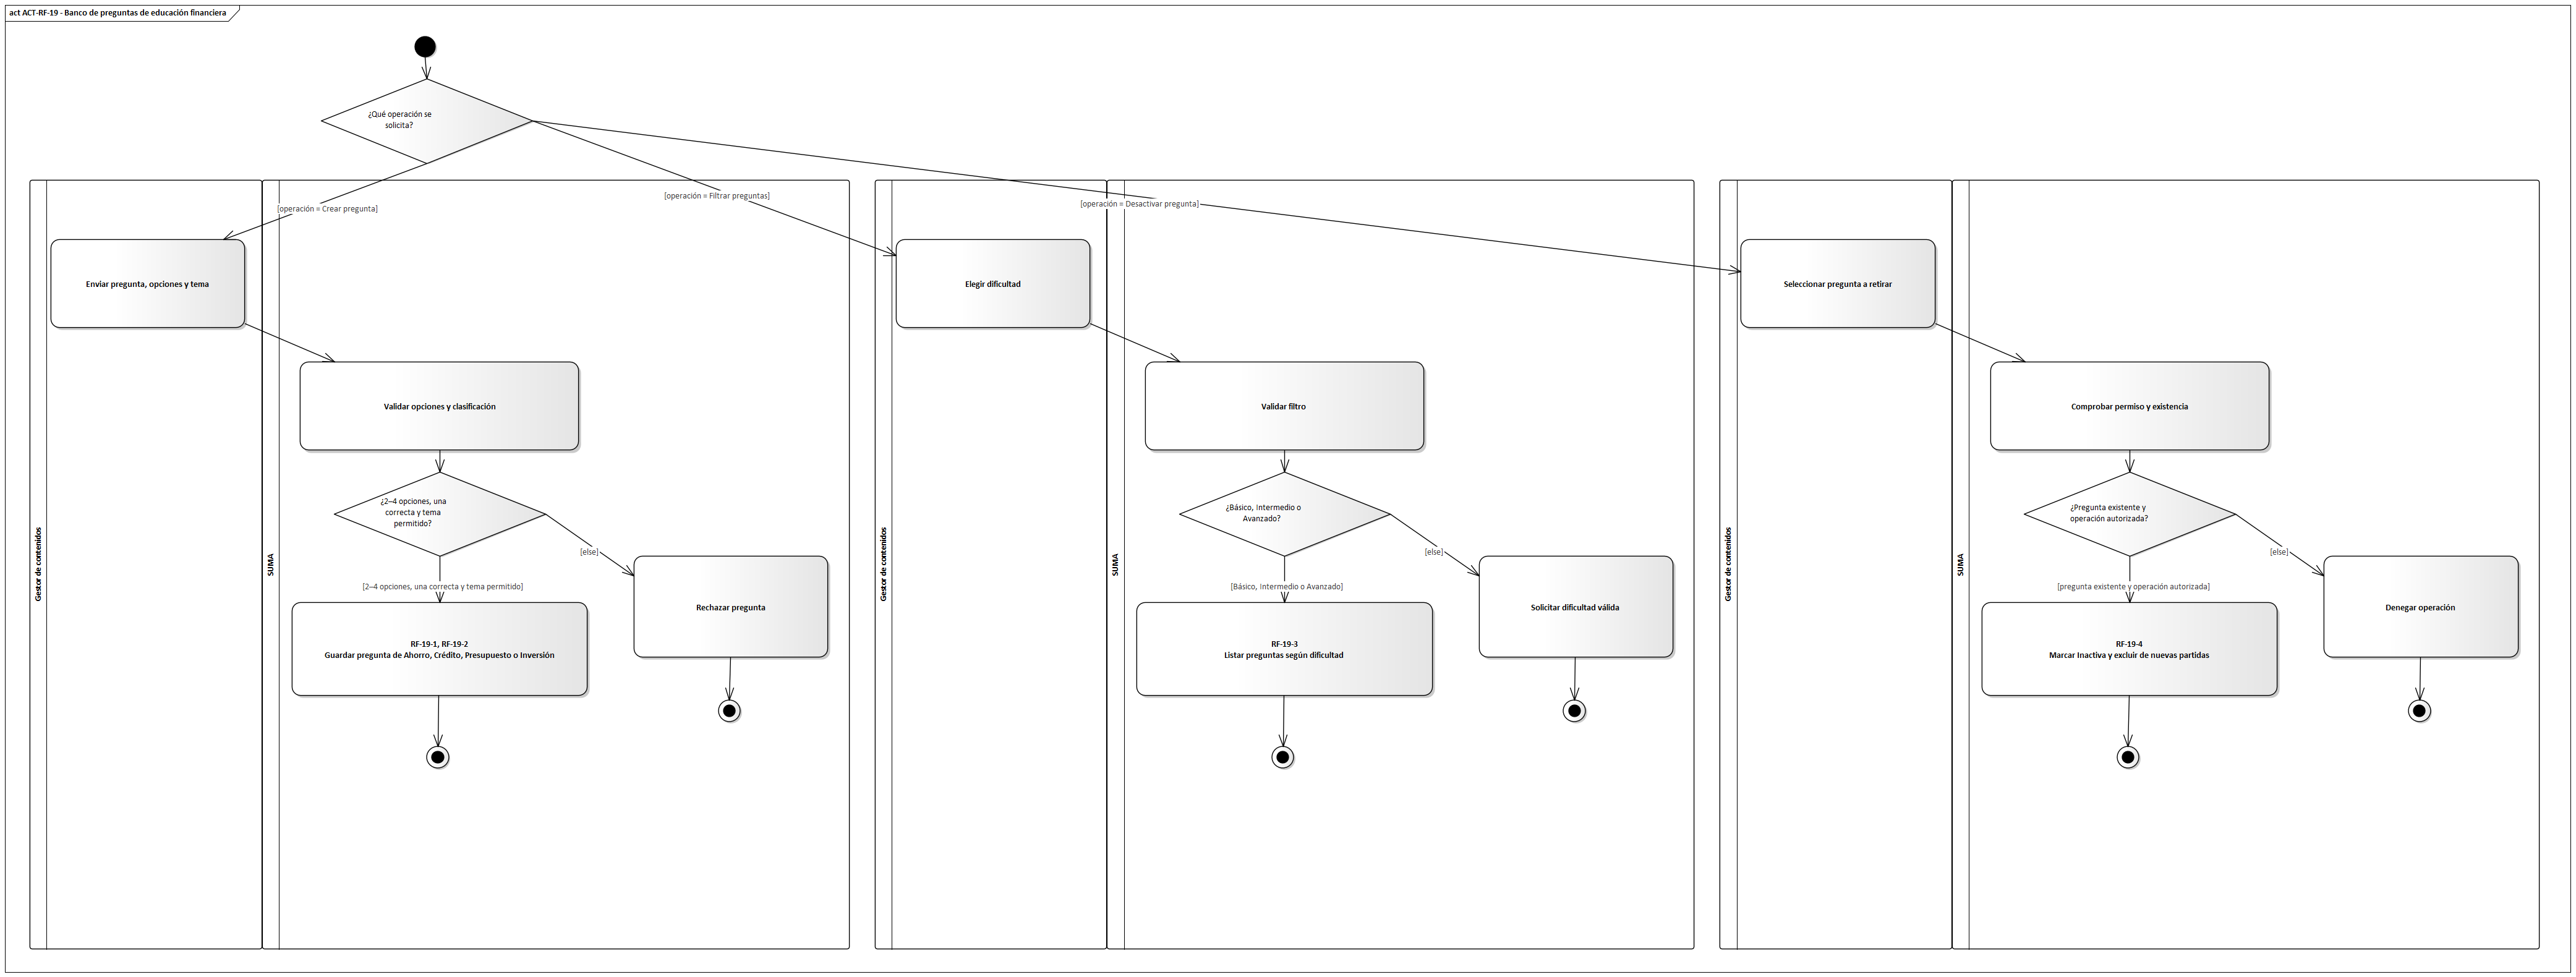 act ACT-RF-19 - Banco de preguntas de educación financiera
¿Qué operación se
solicita?
[operación = Crear pregunta]
[operación = Filtrar preguntas]
[operación = Desactivar pregunta]
Gestor de contenidos
Enviar pregunta, opciones y tema
SUMA
Validar opciones y clasificación
¿2–4 opciones, una
correcta y tema
permitido?
[else]
[2–4 opciones, una correcta y tema permitido]
Rechazar pregunta
RF-19-1, RF-19-2
Guardar pregunta de Ahorro, Crédito, Presupuesto o Inversión
Gestor de contenidos
Elegir dificultad
SUMA
Validar filtro
¿Básico, Intermedio o
Avanzado?
[else]
[Básico, Intermedio o Avanzado]
Solicitar dificultad válida
RF-19-3
Listar preguntas según dificultad
Gestor de contenidos
Seleccionar pregunta a retirar
SUMA
Comprobar permiso y existencia
¿Pregunta existente y
operación autorizada?
[else]
[pregunta existente y operación autorizada]
Denegar operación
RF-19-4
Marcar Inactiva y excluir de nuevas partidas